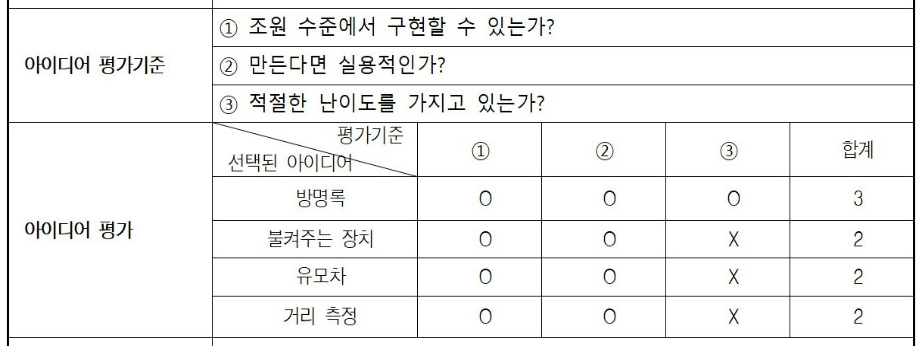 아이디어 평가기준
① 조원 수준에서 구현할 수 있는가?
② 만든다면 실용적인가?
③ 적절한 난이도를 가지고 있는가?
아이디어 평가
평가기준
선택된 아이디어
① ② ③ 합계
방명록 O O O 3
불켜주는 장치 O O X 2
유모차 O O X 2
거리 측정 O O X 2